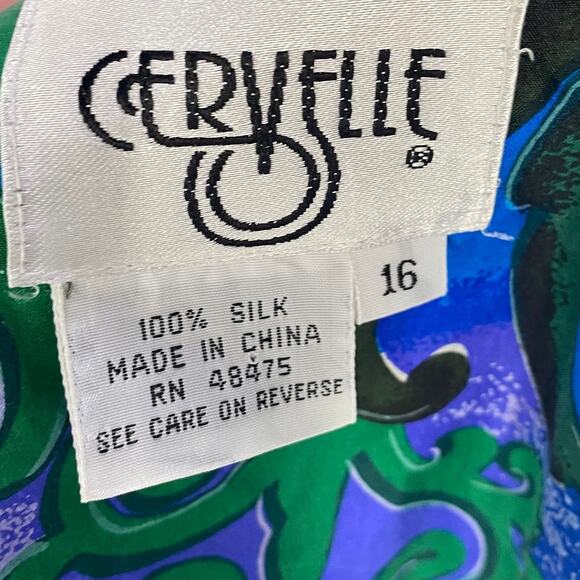 CERVELLE
®
16
100% SILK
MADE IN CHINA
RN 48475
SEE CARE ON REVERSE